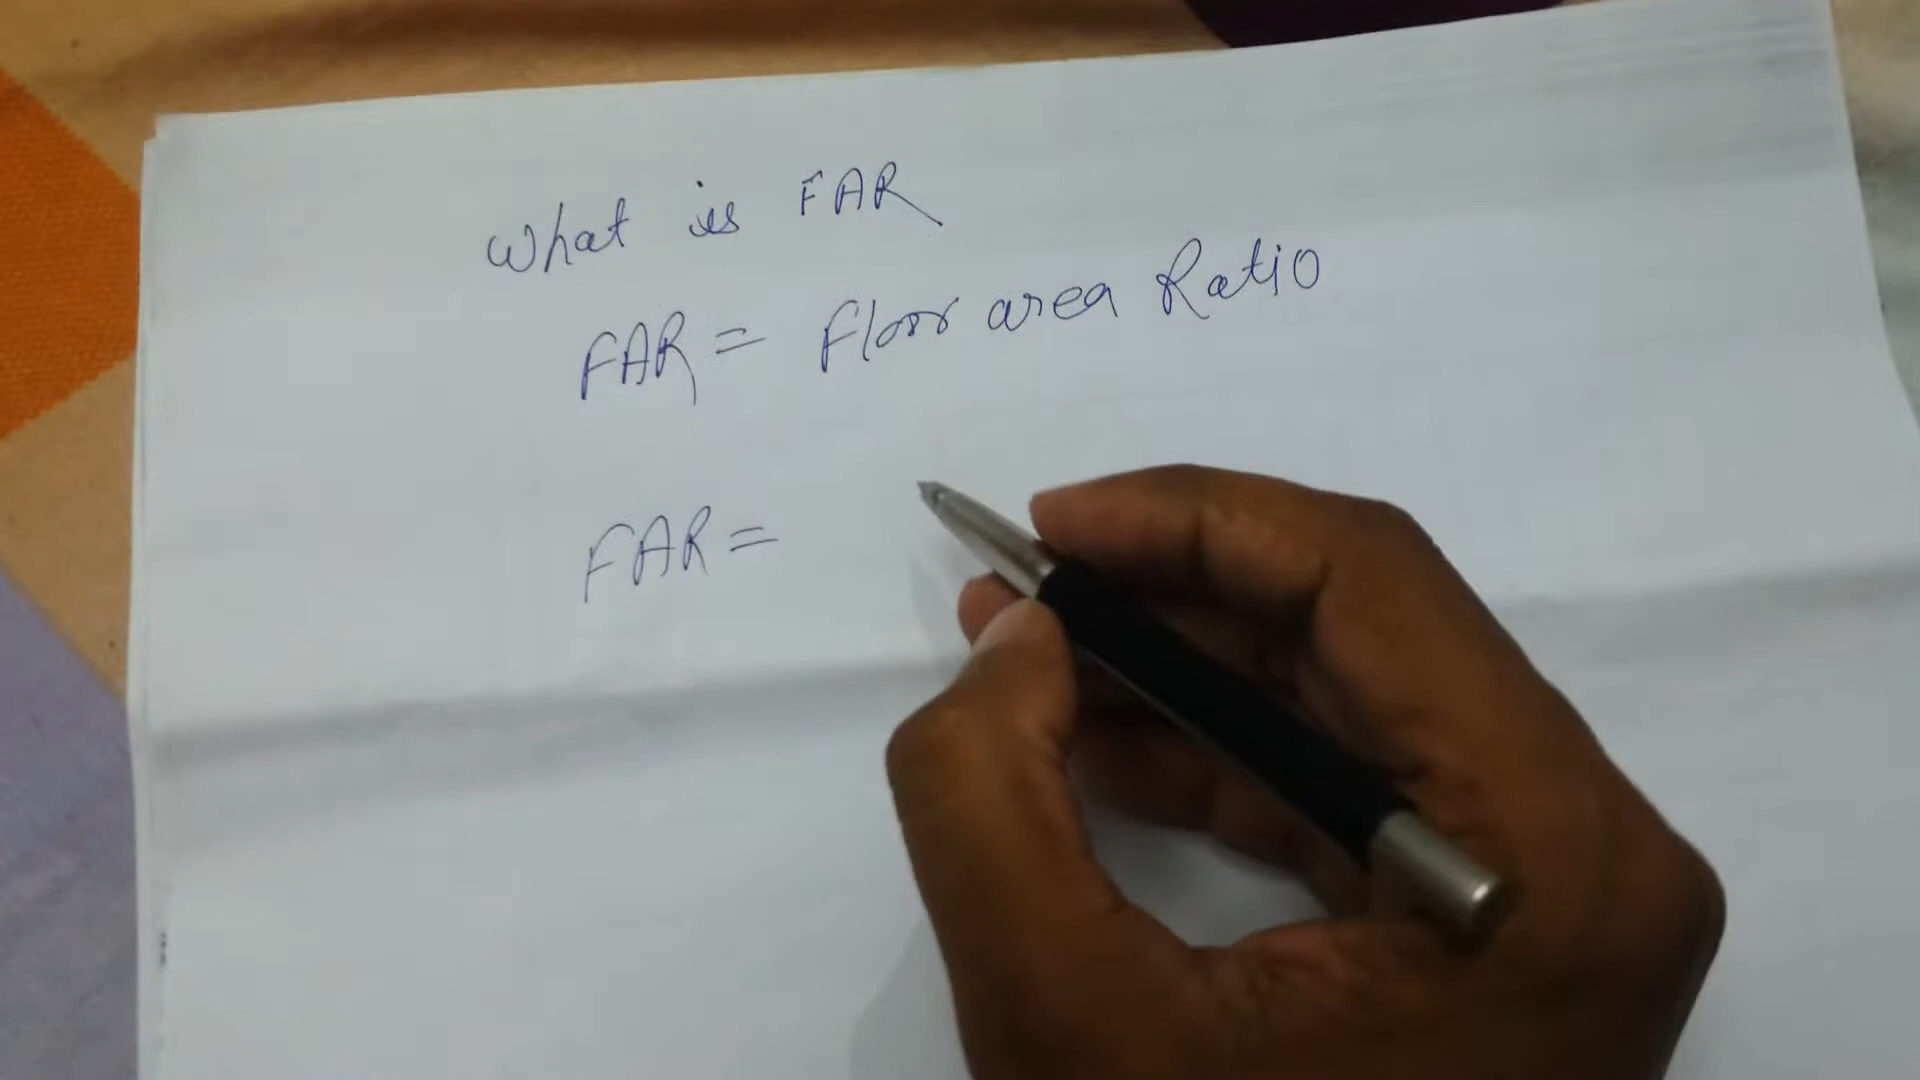 What is FAR
FAR = Floor area Ratio
FAR =